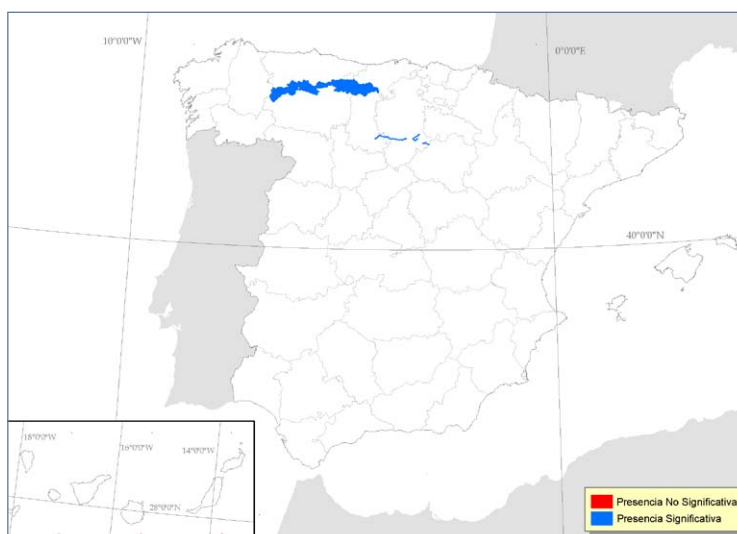 10°0'0"W
0°0'0"E
40°0'0"N
18°0'0"W
16°0'0"W
14°0'0"W
28°0'0"N
Presencia No Significativa
Presencia Significativa